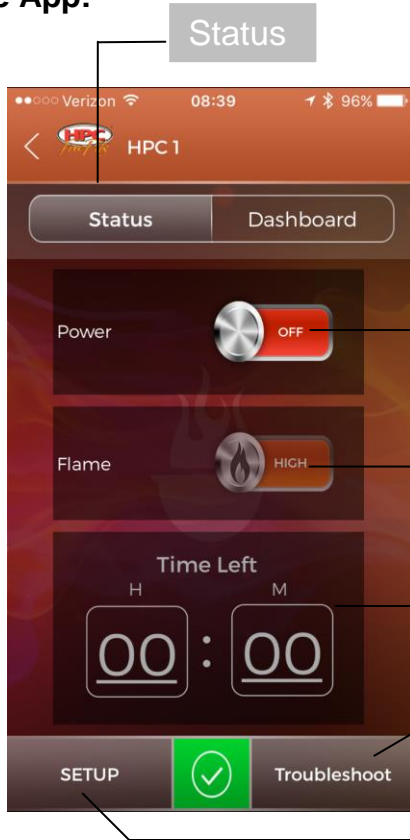 e App.
Status
Verizon 08:39 96%
HPC HPC 1
Status Dashboard
Power OFF
Flame HIGH
Time Left
H M
00 : 00
SETUP Troubleshoot